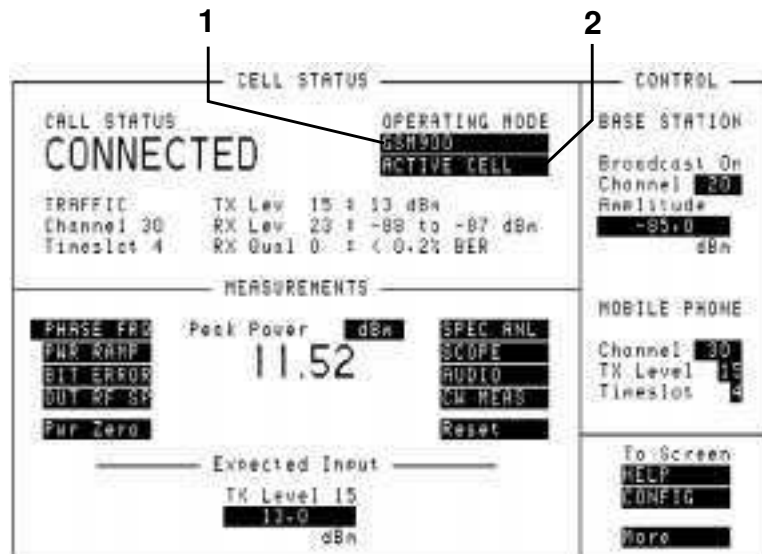 1
2
CELL STATUS
CALL STATUS
CONNECTED
OPERATING MODE
GSM900
ACTIVE CELL
TRAFFIC
Channel 30
Timeslot 4
TX Lev 15 : 13 dBm
RX Lev 23 : -88 to -87 dBm
RX Qual 0 : < 0.2% BER
MEASUREMENTS
PHASE FRQ
PWR RAMP
BIT ERROR
OUT RF SP
Pwr Zero
Peak Power dBm
11.52
SPEC ANL
SCOPE
AUDIO
CW MEAS
Reset
Expected Input
TX Level 15
13.0
dBm
CONTROL
BASE STATION
Broadcast On
Channel 20
Amplitude
-85.0
dBm
MOBILE PHONE
Channel 30
TX Level 15
Timeslot 4
To Screen
HELP
CONFIG
More